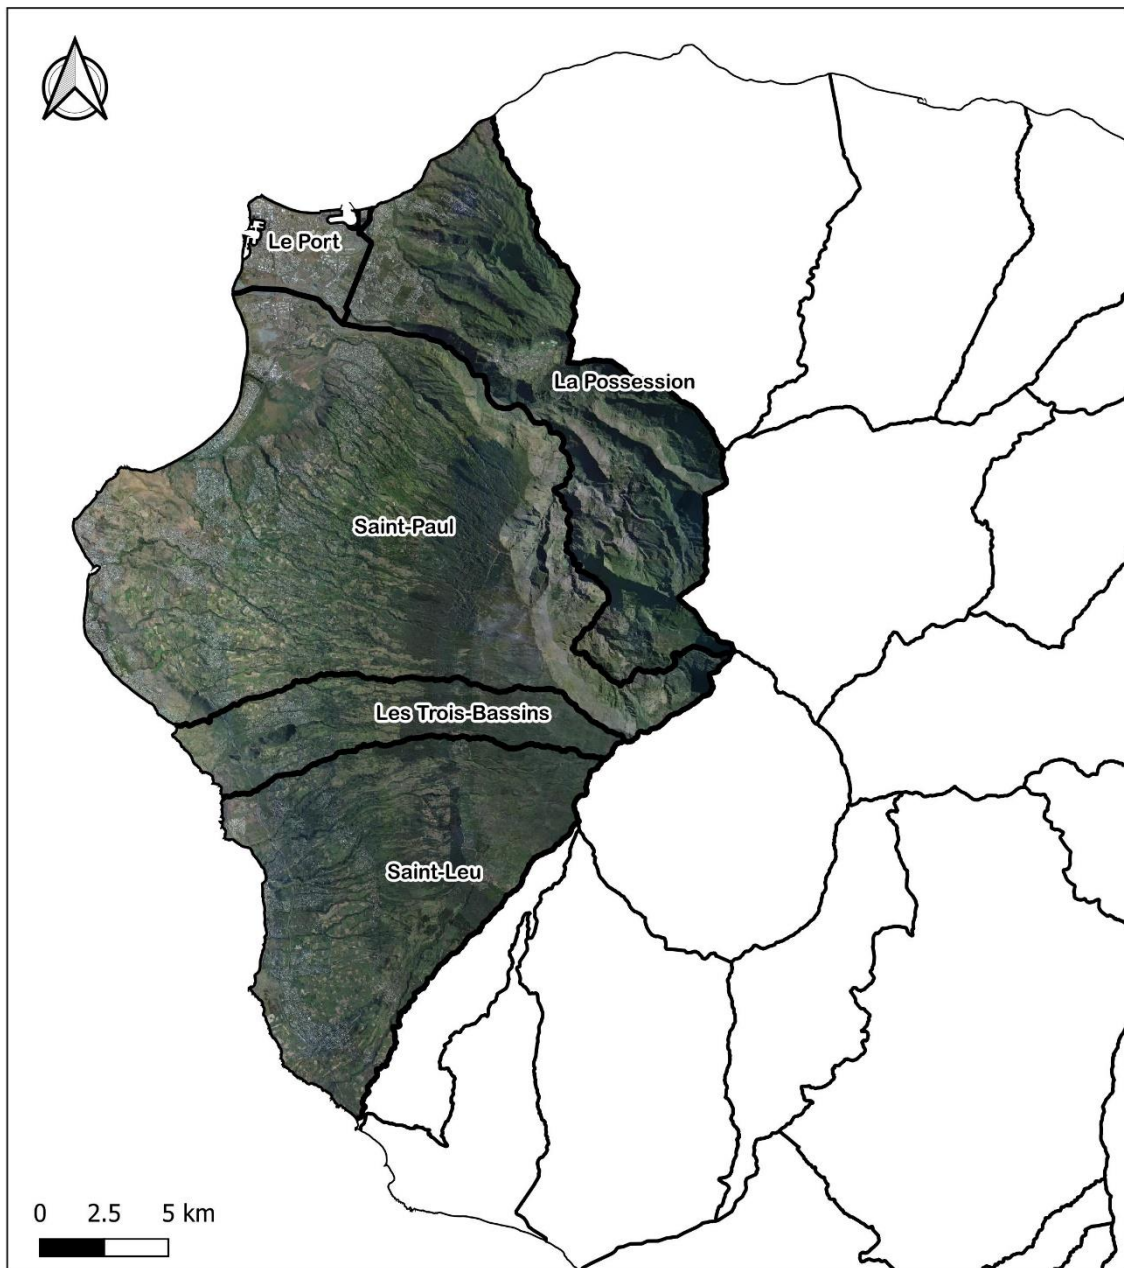 Le Port
La Possession
Saint-Paul
Les Trois-Bassins
Saint-Leu
0 2.5 5 km